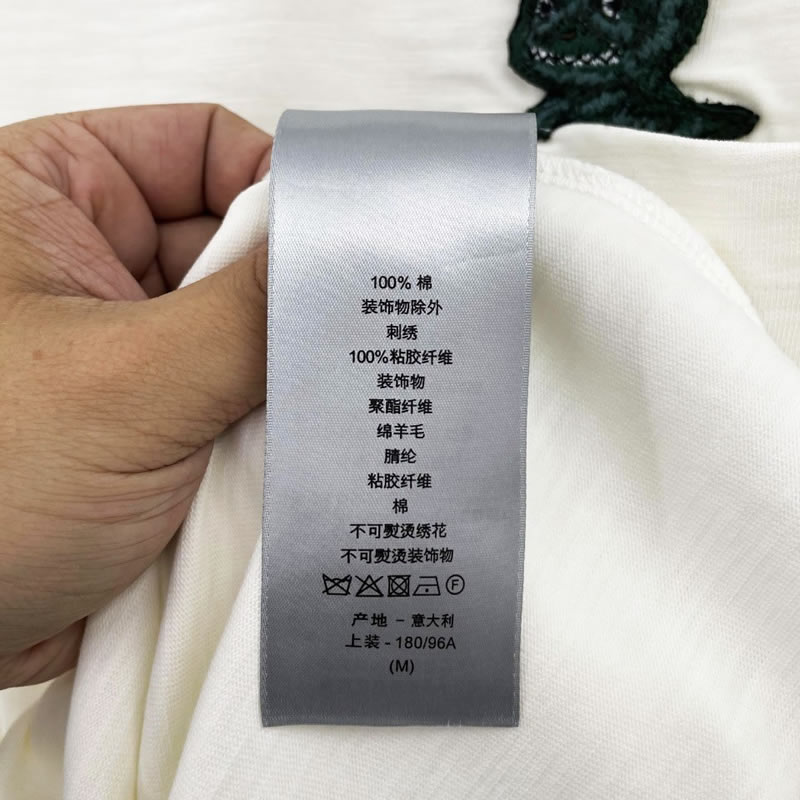 100% 棉
装饰物除外
刺绣
100%粘胶纤维
装饰物
聚酯纤维
绵羊毛
腈纶
粘胶纤维
棉
不可熨烫绣花
不可熨烫装饰物
F
产地 - 意大利
上装 - 180/96A
(M)